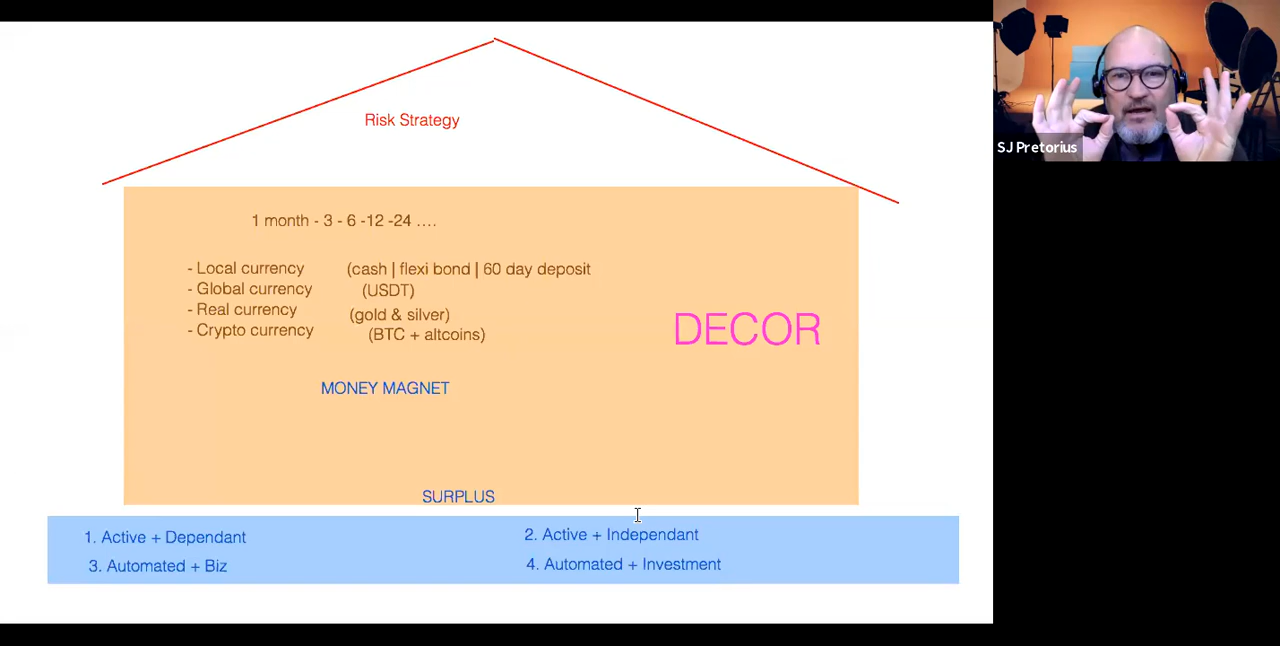 Risk Strategy
SJ Pretorius
1 month - 3 - 6 -12 -24 ....
- Local currency (cash | flexi bond | 60 day deposit
- Global currency (USDT)
- Real currency (gold & silver)
- Crypto currency (BTC + altcoins)
DECOR
MONEY MAGNET
SURPLUS
1. Active + Dependant 2. Active + Independant
3. Automated + Biz 4. Automated + Investment